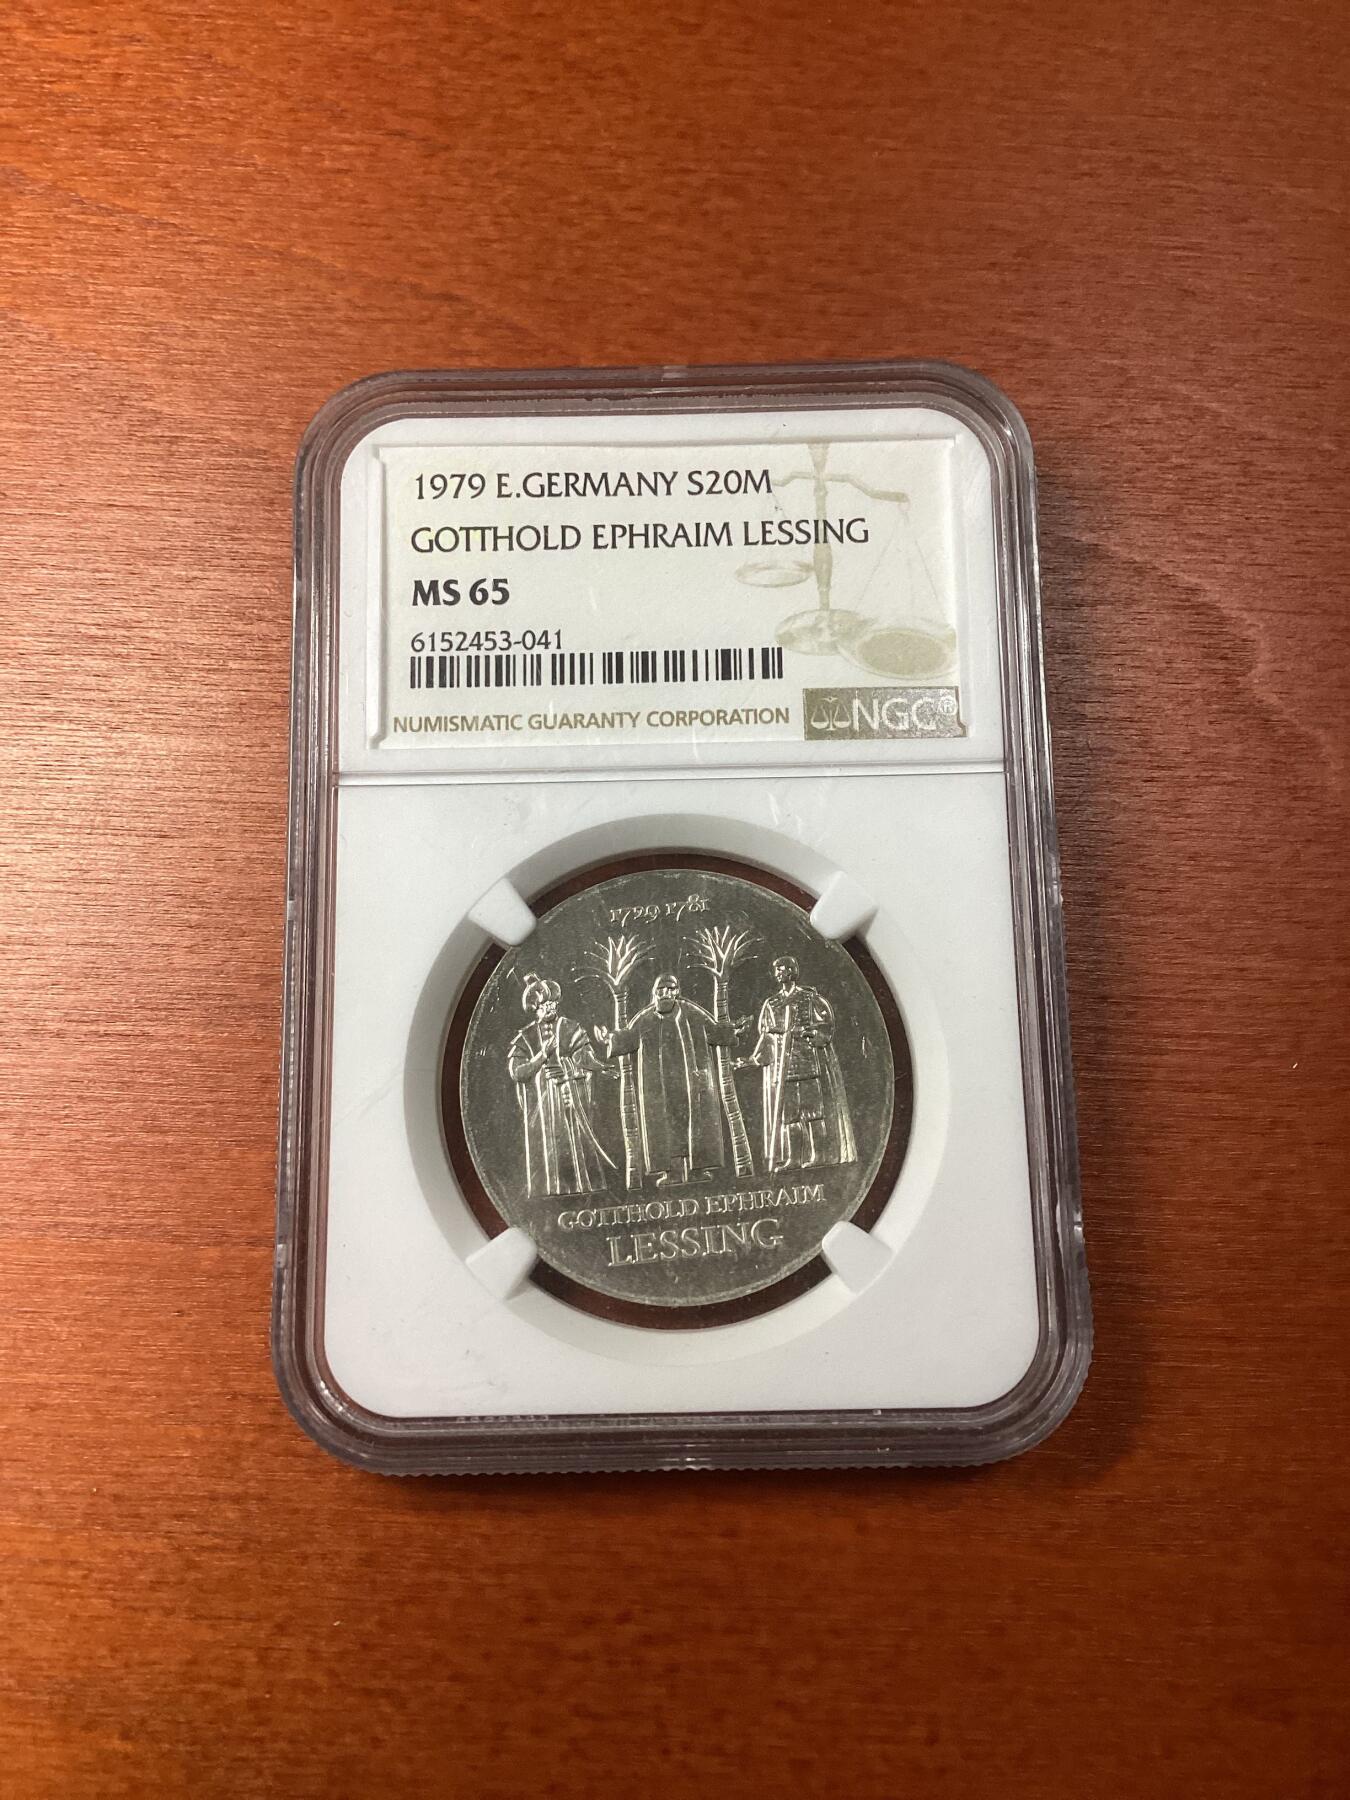 1979 E.GERMANY S20M
GOTTHOLD EPHRAIM LESSING
MS 65
6152453-041
NUMISMATIC GUARANTY CORPORATION
NGC®
1729 1781
GOTTHOLD EPHRAIM
LESSING